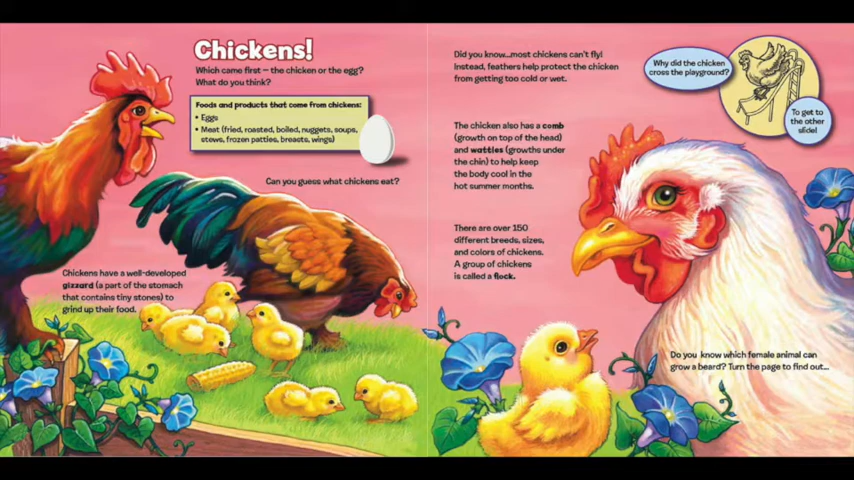 Chickens!
Which came first – the chicken or the egg?
What do you think?
Foods and products that come from chickens:
• Eggs
• Meat (fried, roasted, boiled, nuggets, soups,
stews, frozen patties, breasts, wings)
Can you guess what chickens eat?
Chickens have a well-developed
gizzard (a part of the stomach
that contains tiny stones) to
grind up their food.
Did you know...most chickens can't fly!
Instead, feathers help protect the chicken
from getting too cold or wet.
The chicken also has a comb
(growth on top of the head)
and wattles (growths under
the chin) to help keep
the body cool in the
hot summer months.
There are over 150
different breeds, sizes,
and colors of chickens.
A group of chickens
is called a flock.
Why did the chicken
cross the playground?
To get to
the other
slide!
Do you know which female animal can
grow a beard? Turn the page to find out...